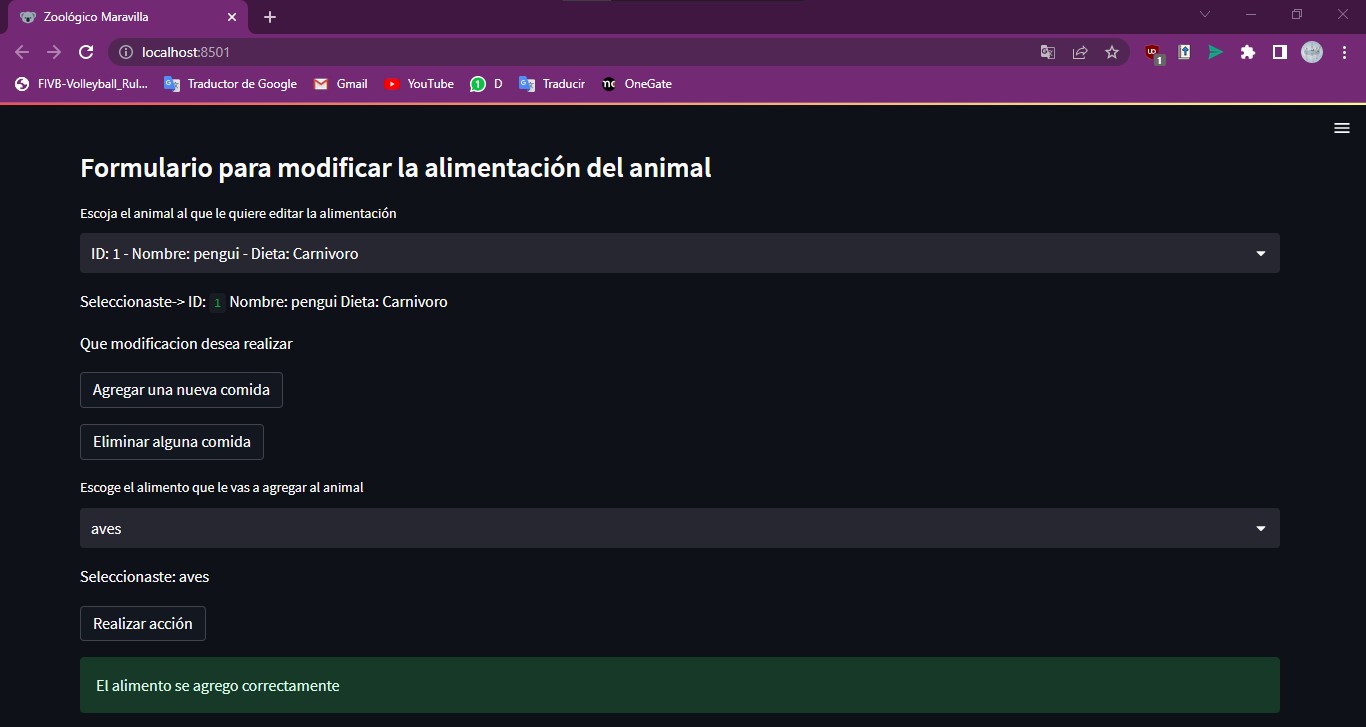 Zoológico Maravilla
localhost:8501
1
FIVB-Volleyball_Rul...
Traductor de Google
Gmail
YouTube
1 D
Traducir
OneGate
Formulario para modificar la alimentación del animal
Escoja el animal al que le quiere editar la alimentación
ID: 1 - Nombre: pengui - Dieta: Carnivoro
Seleccionaste-> ID: 1 Nombre: pengui Dieta: Carnivoro
Que modificacion desea realizar
Agregar una nueva comida
Eliminar alguna comida
Escoge el alimento que le vas a agregar al animal
aves
Seleccionaste: aves
Realizar acción
El alimento se agrego correctamente